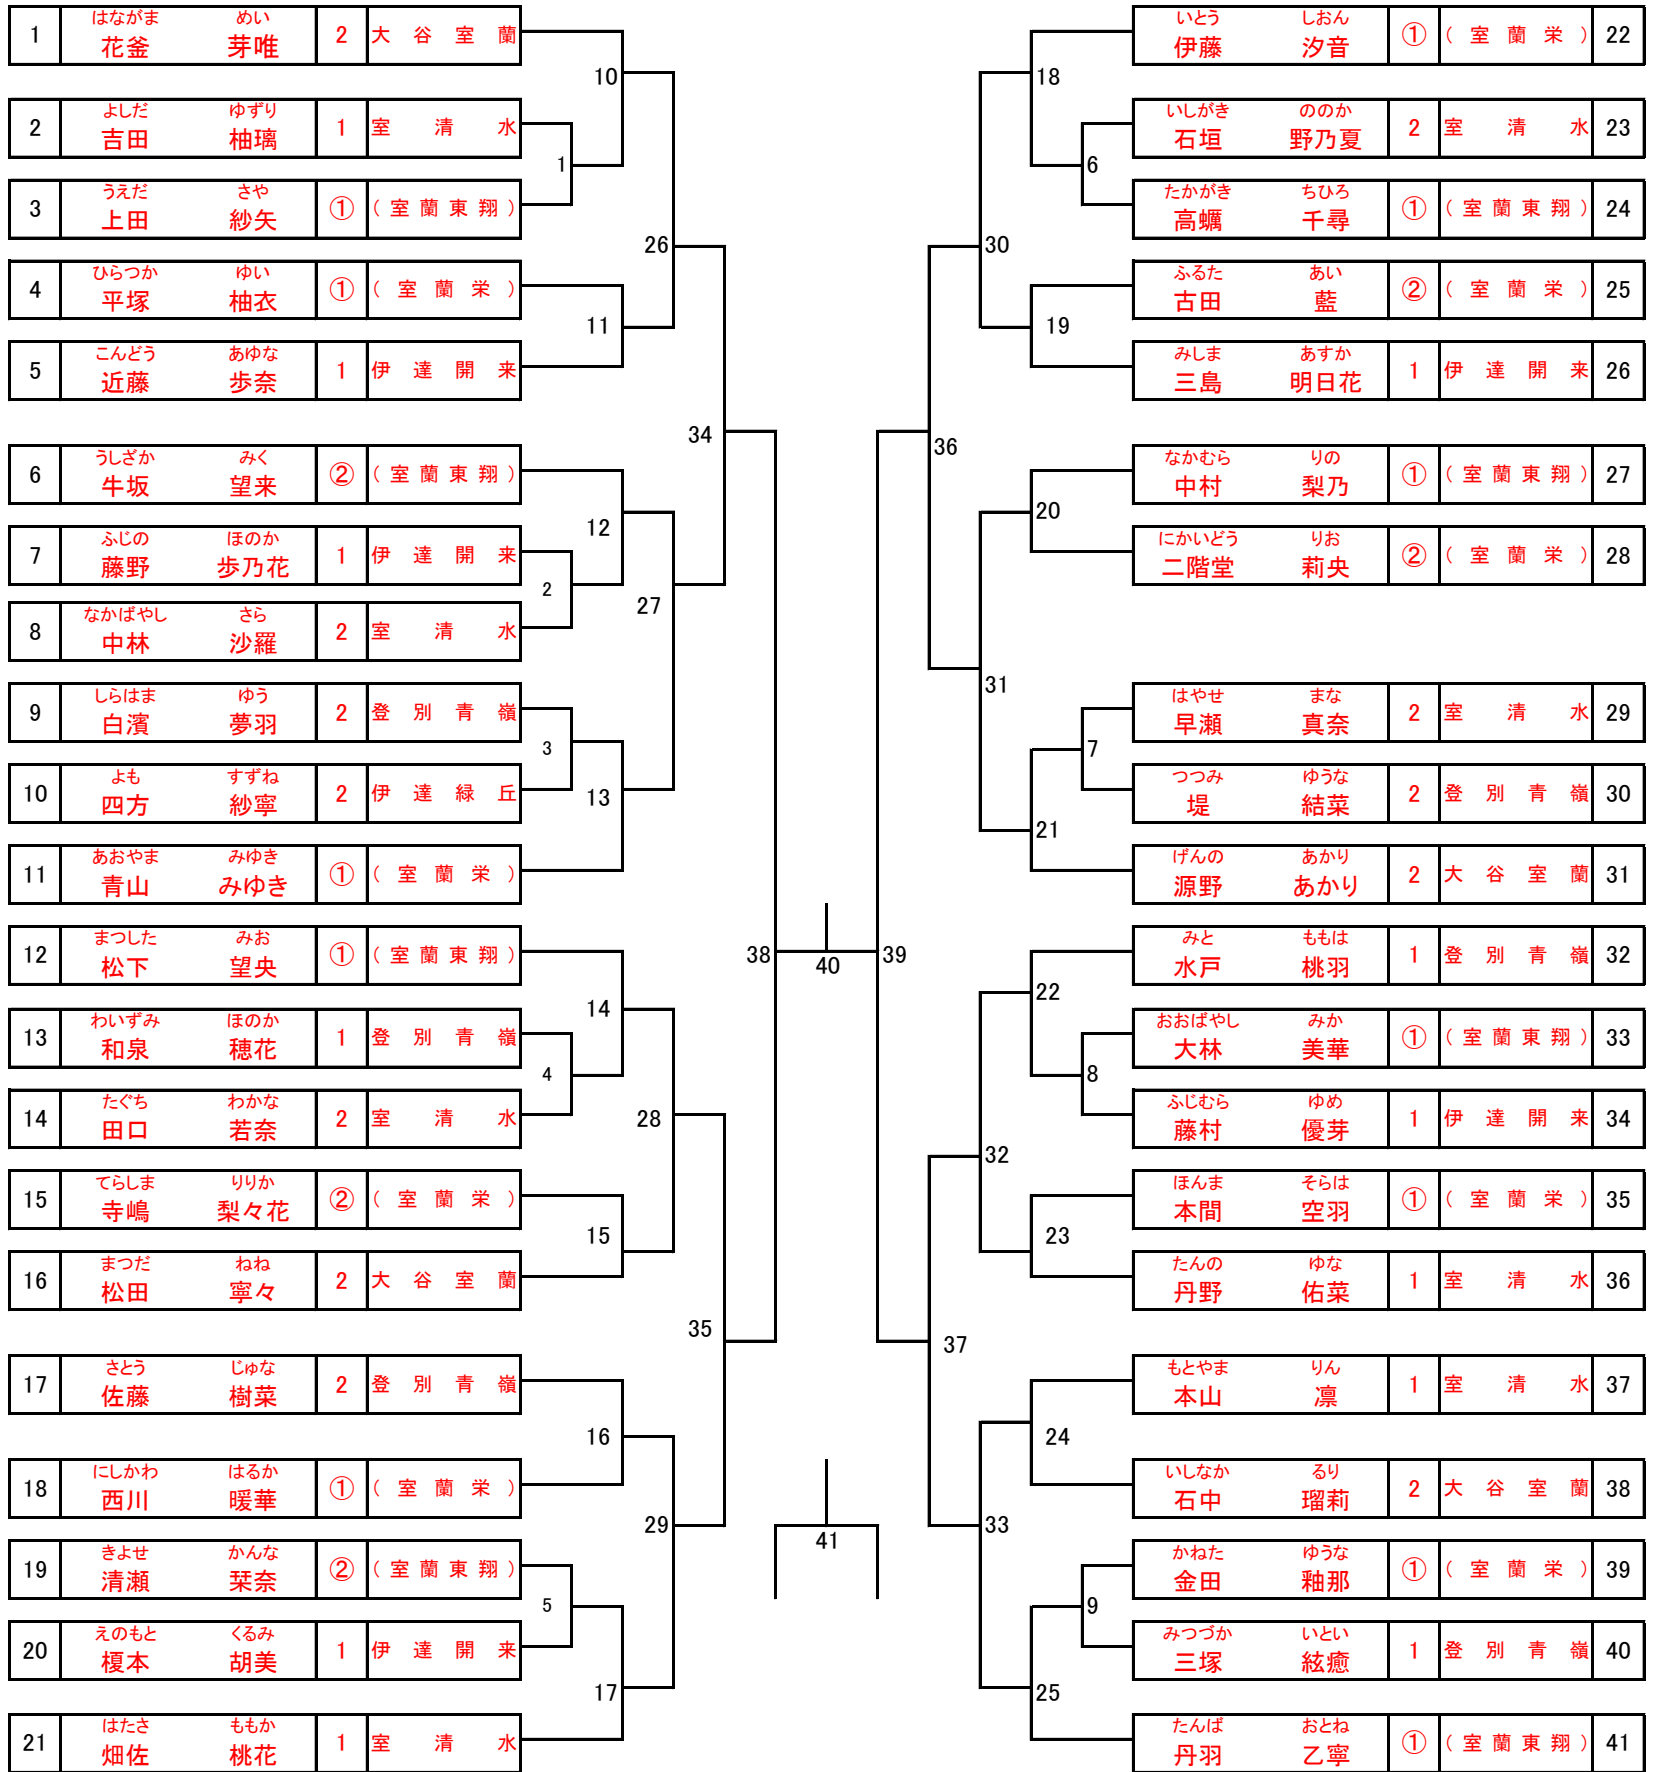 はながま めい
1 花釜 芽唯 2 大谷室蘭
よしだ ゆずり
2 吉田 柚璃 1 室清水
うえだ さや
3 上田 紗矢 ① (室蘭東翔)
ひらつか ゆい
4 平塚 柚衣 ① (室蘭栄)
こんどう あゆな
5 近藤 歩奈 1 伊達開来
うしざか みく
6 牛坂 望来 ② (室蘭東翔)
ふじの ほのか
7 藤野 歩乃花 1 伊達開来
なかばやし さら
8 中林 沙羅 2 室清水
しらはま ゆう
9 白濱 夢羽 2 登別青嶺
よも すずね
10 四方 紗寧 2 伊達緑丘
あおやま みゆき
11 青山 みゆき ① (室蘭栄)
まつした みお
12 松下 望央 ① (室蘭東翔)
わいずみ ほのか
13 和泉 穂花 1 登別青嶺
たぐち わかな
14 田口 若奈 2 室清水
てらしま りりか
15 寺嶋 梨々花 ② (室蘭栄)
まつだ ねね
16 松田 寧々 2 大谷室蘭
さとう じゅな
17 佐藤 樹菜 2 登別青嶺
にしかわ はるか
18 西川 暖華 ① (室蘭栄)
きよせ かんな
19 清瀬 栞奈 ② (室蘭東翔)
えのもと くるみ
20 榎本 胡美 1 伊達開来
はたさ ももか
21 畑佐 桃花 1 室清水
1
2
3
4
5
10
11
12
13
14
15
16
17
26
27
28
29
34
35
38
40
41
39
36
37
30
31
32
33
18
19
20
21
22
23
24
25
6
7
8
9
いとう しおん
伊藤 汐音 ① (室蘭栄) 22
いしがき ののか
石垣 野乃夏 2 室清水 23
たかがき ちひろ
高蠣 千尋 ① (室蘭東翔) 24
ふるた あい
古田 藍 ② (室蘭栄) 25
みしま あすか
三島 明日花 1 伊達開来 26
なかむら りの
中村 梨乃 ① (室蘭東翔) 27
にかいどう りお
二階堂 莉央 ② (室蘭栄) 28
はやせ まな
早瀬 真奈 2 室清水 29
つつみ ゆうな
堤 結菜 2 登別青嶺 30
げんの あかり
源野 あかり 2 大谷室蘭 31
みと ももは
水戸 桃羽 1 登別青嶺 32
おおばやし みか
大林 美華 ① (室蘭東翔) 33
ふじむら ゆめ
藤村 優芽 1 伊達開来 34
ほんま そらは
本間 空羽 ① (室蘭栄) 35
たんの ゆな
丹野 佑菜 1 室清水 36
もとやま りん
本山 凛 1 室清水 37
いしなか るり
石中 瑠莉 2 大谷室蘭 38
かねた ゆうな
金田 釉那 ① (室蘭栄) 39
みつづか いとい
三塚 絃癒 1 登別青嶺 40
たんば おとね
丹羽 乙寧 ① (室蘭東翔) 41